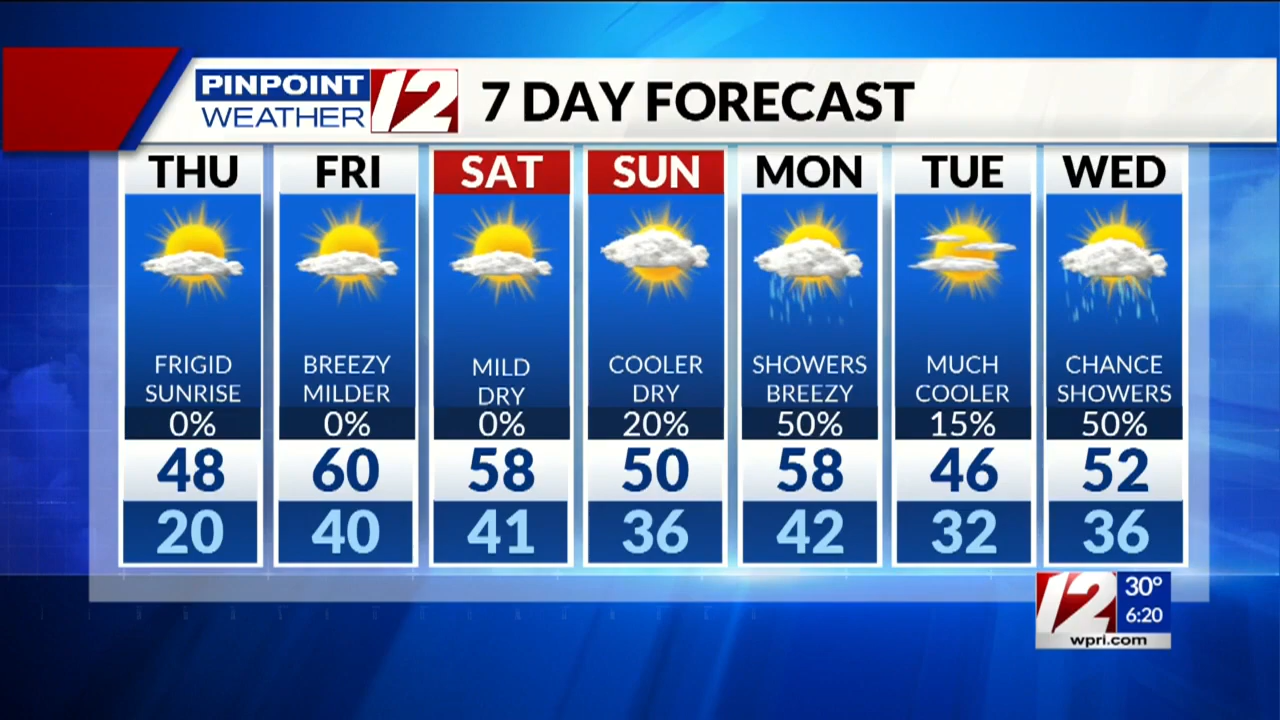 PINPOINT
WEATHER 12
7 DAY FORECAST
THU FRI SAT SUN MON TUE WED
FRIGID BREEZY MILD COOLER SHOWERS MUCH CHANCE
SUNRISE MILDER DRY DRY BREEZY COOLER SHOWERS
0% 0% 0% 20% 50% 15% 50%
48 60 58 50 58 46 52
20 40 41 36 42 32 36
12 30°
6:20
wpri.com